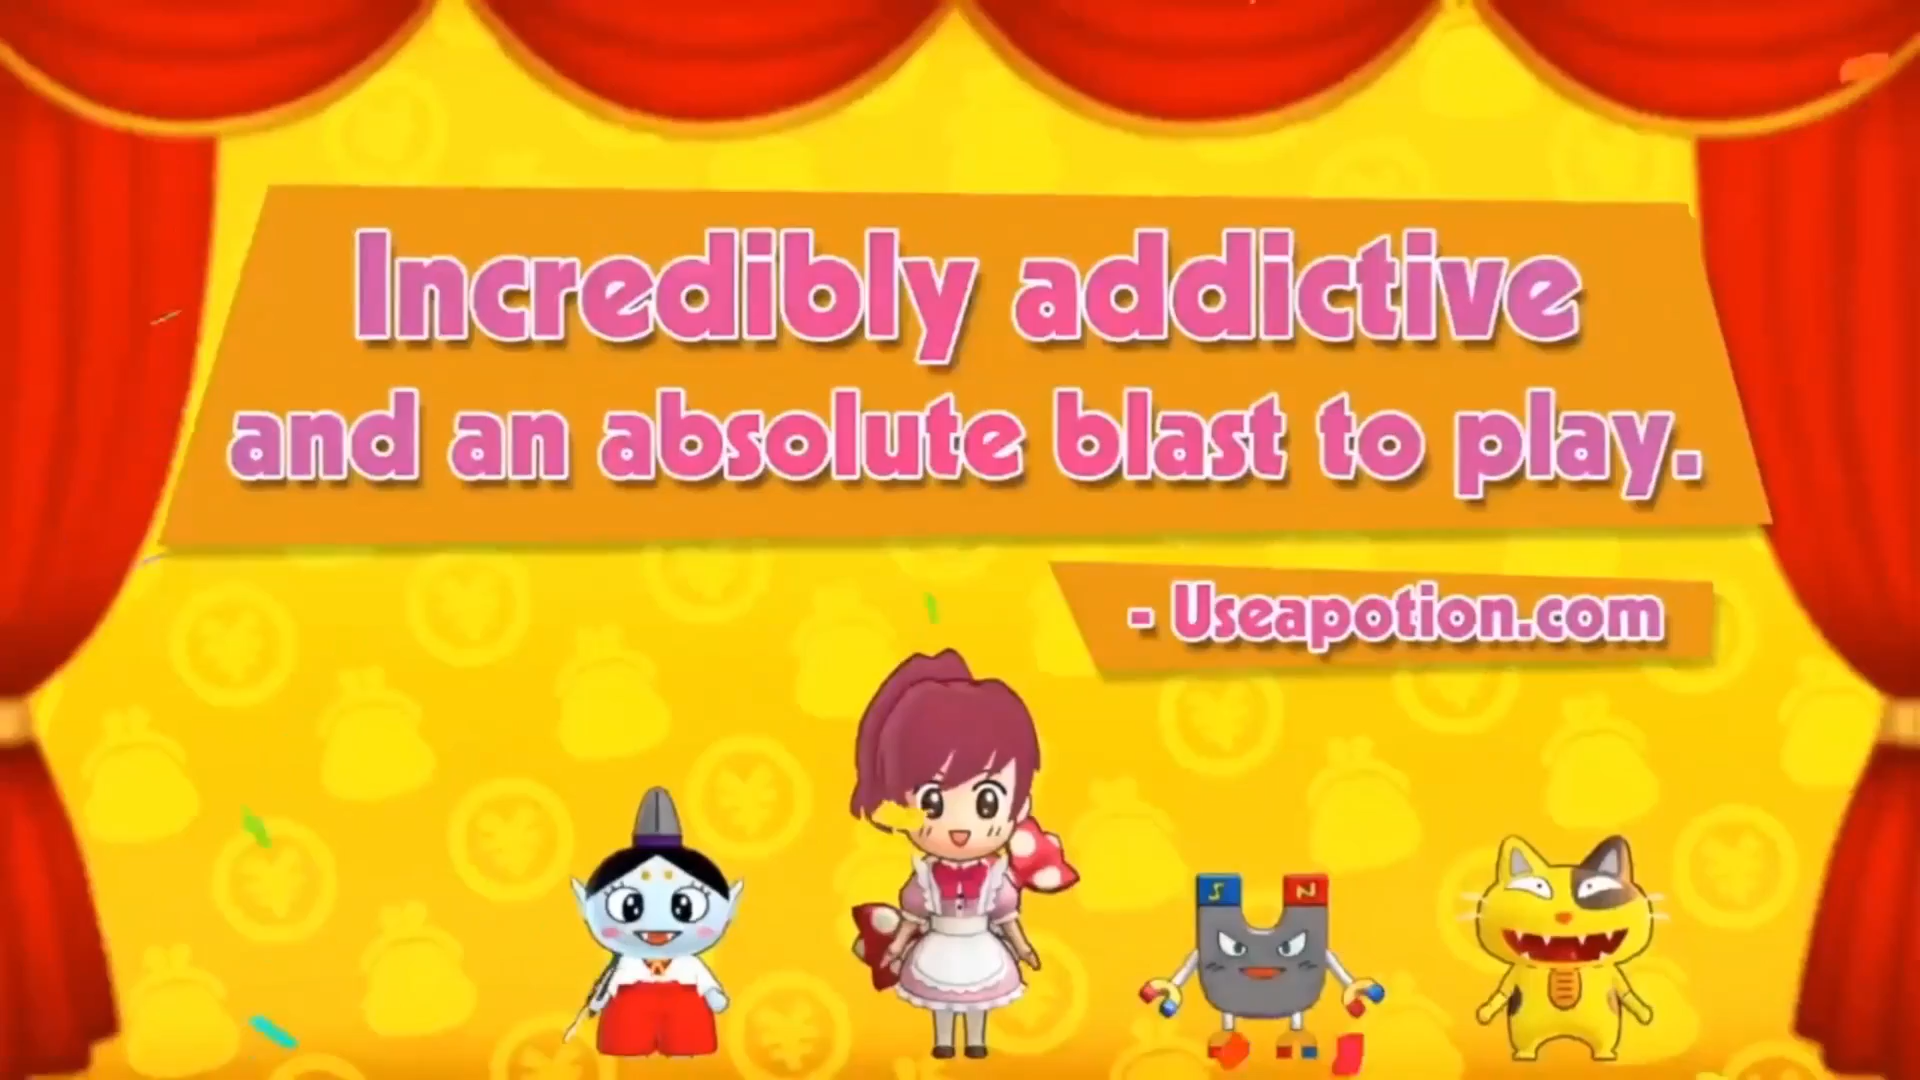 Incredibly addictive
and an absolute blast to play.
- Useapotion.com
S N